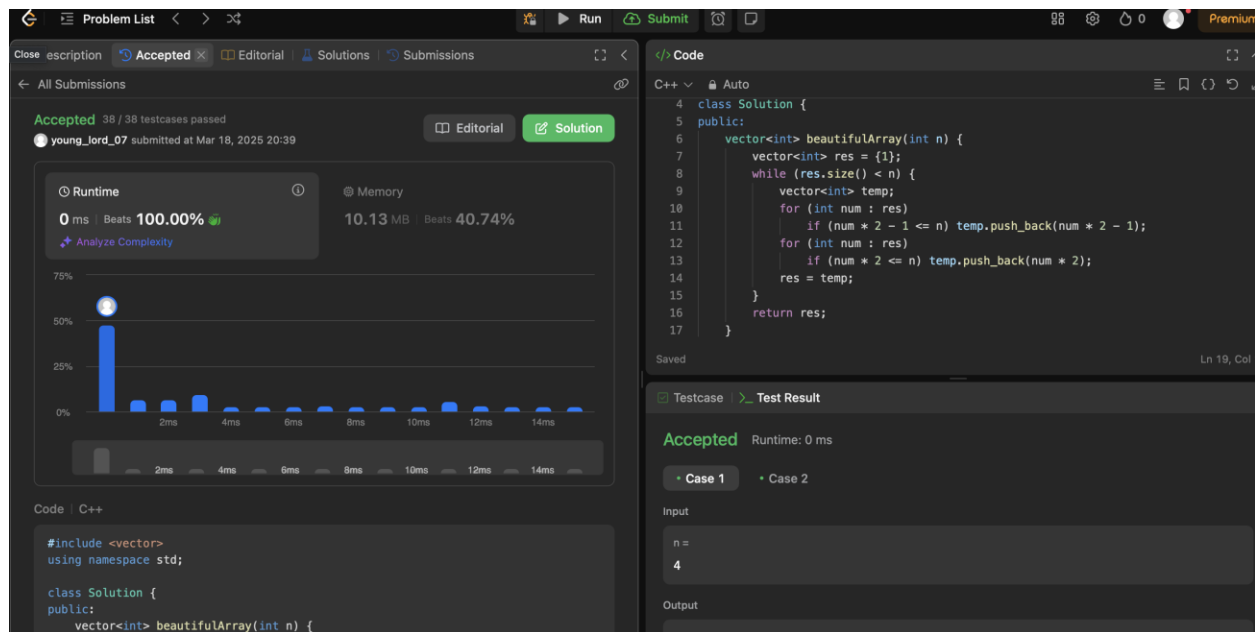 Problem List
Run
Submit
0
Premium
Close
escription
Accepted
Editorial
Solutions
Submissions
All Submissions
Accepted 38 / 38 testcases passed
young_lord_07 submitted at Mar 18, 2025 20:39
Editorial
Solution
Runtime
0 ms | Beats 100.00%
Analyze Complexity
Memory
10.13 MB | Beats 40.74%
75%
50%
25%
0%
2ms 4ms 6ms 8ms 10ms 12ms 14ms
2ms 4ms 6ms 8ms 10ms 12ms 14ms
Code | C++
#include <vector>
using namespace std;
class Solution {
public:
vector<int> beautifulArray(int n) {
</> Code
C++ Auto
4 class Solution {
5 public:
6 vector<int> beautifulArray(int n) {
7 vector<int> res = {1};
8 while (res.size() < n) {
9 vector<int> temp;
10 for (int num : res)
11 if (num * 2 - 1 <= n) temp.push_back(num * 2 - 1);
12 for (int num : res)
13 if (num * 2 <= n) temp.push_back(num * 2);
14 res = temp;
15 }
16 return res;
17 }
Saved
Ln 19, Col
Testcase
>_ Test Result
Accepted Runtime: 0 ms
• Case 1 • Case 2
Input
n =
4
Output